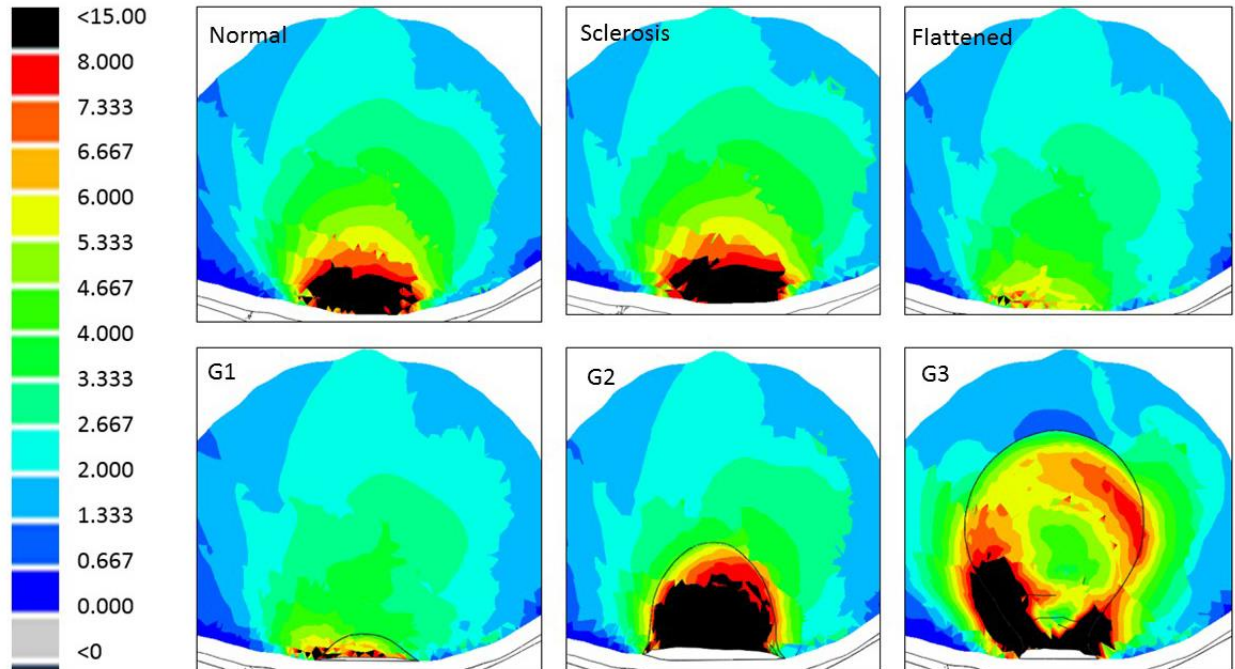 <15.00
8.000
7.333
6.667
6.000
5.333
4.667
4.000
3.333
2.667
2.000
1.333
0.667
0.000
<0
Normal
Sclerosis
Flattened
G1
G2
G3